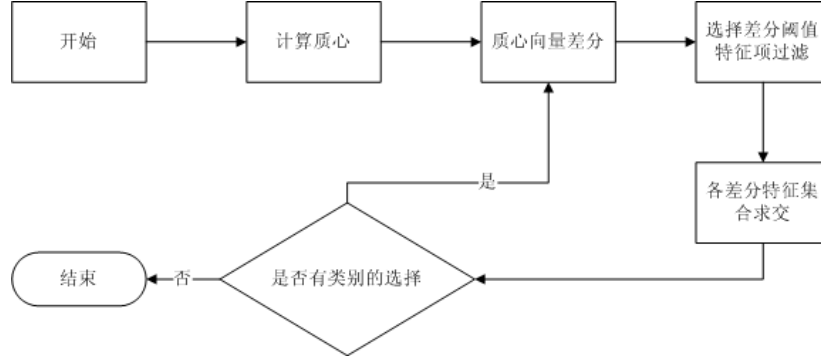 开始
计算质心
质心向量差分
选择差分阈值
特征项过滤
是
各差分特征集
合求交
结束
否
是否有类别的选择